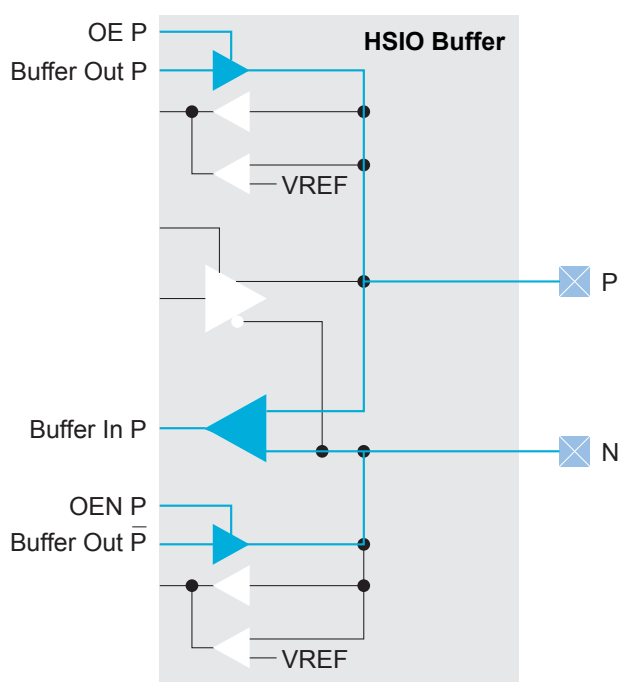 OE P
HSIO Buffer
Buffer Out P
VREF
P
Buffer In P
N
OEN P
Buffer Out P̅
VREF